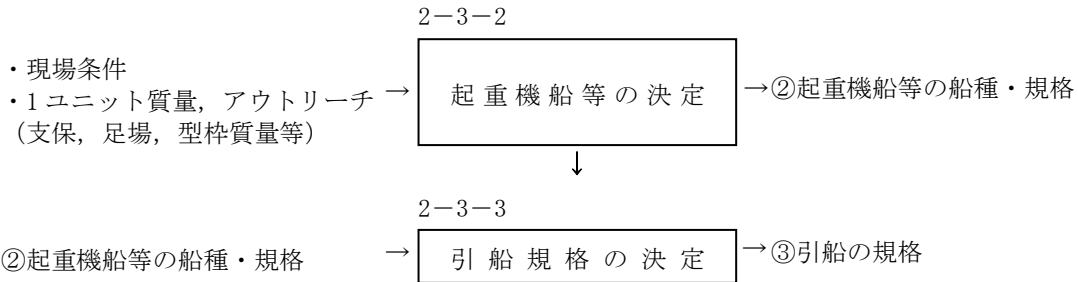 2-3-2
・現場条件
・1ユニット質量，アウトリーチ
（支保，足場，型枠質量等）
→
起重機船等の決定
→②起重機船等の船種・規格
↓
2-3-3
②起重機船等の船種・規格
→
引船規格の決定
→③引船の規格